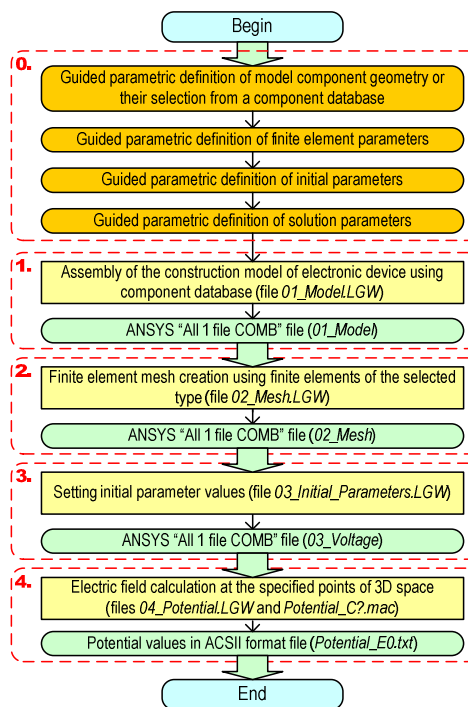 Begin
0.
Guided parametric definition of model component geometry or
their selection from a component database
Guided parametric definition of finite element parameters
Guided parametric definition of initial parameters
Guided parametric definition of solution parameters
1.
Assembly of the construction model of electronic device using
component database (file 01_Model.LGW)
ANSYS “All 1 file COMB” file (01_Model)
2.
Finite element mesh creation using finite elements of the selected
type (file 02_Mesh.LGW)
ANSYS “All 1 file COMB” file (02_Mesh)
3.
Setting initial parameter values (file 03_Initial_Parameters.LGW)
ANSYS “All 1 file COMB” file (03_Voltage)
4.
Electric field calculation at the specified points of 3D space
(files 04_Potential.LGW and Potential_C?.mac)
Potential values in ACSII format file (Potential_E0.txt)
End